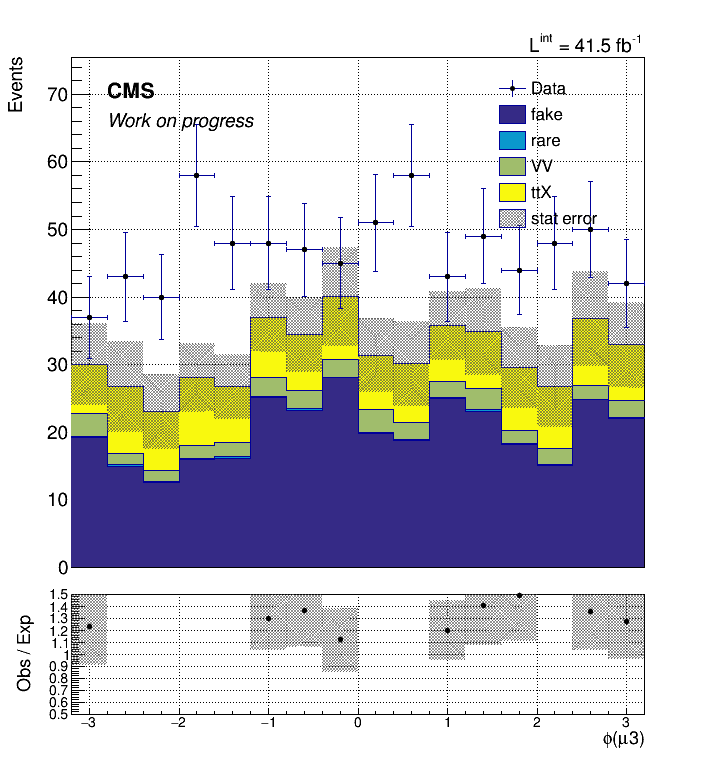 L^int = 41.5 fb^-1
Events
CMS
Work on progress
Data
fake
rare
VV
ttX
stat error
70
60
50
40
30
20
10
0
Obs / Exp
1.5
1.4
1.3
1.2
1.1
1
0.9
0.8
0.7
0.6
0.5
−3 −2 −1 0 1 2 3
ϕ(μ3)